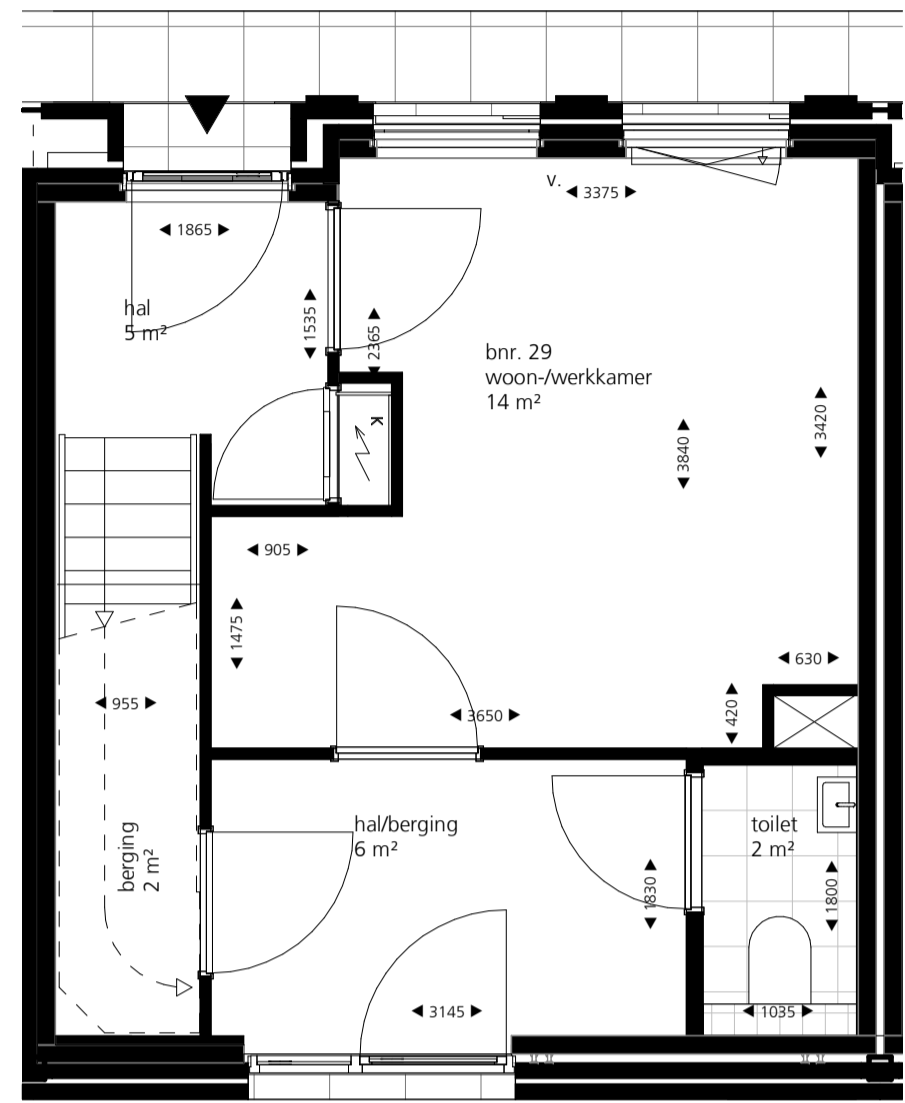 v.
3375
1865
hal
5 m²
1535
2365
bnr. 29
woon-/werkkamer
14 m²
K
3420
3840
905
1475
630
955
3650
420
hal/berging
6 m²
toilet
2 m²
berging
2 m²
1830
1800
3145
1035